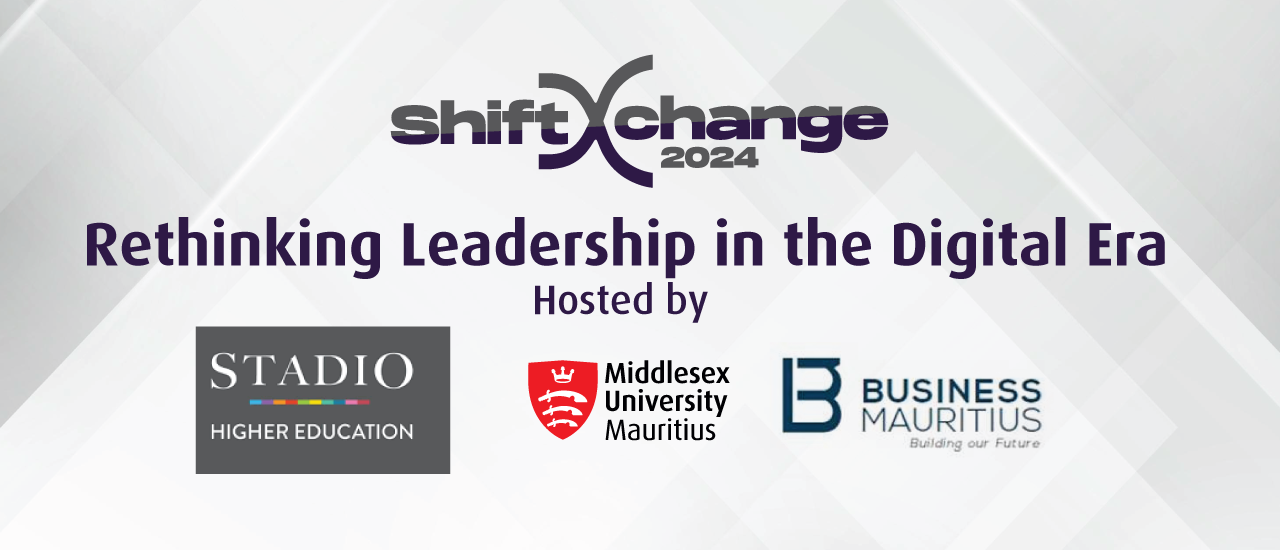 shiftXchange
2024
Rethinking Leadership in the Digital Era
Hosted by
STADIO
HIGHER EDUCATION
Middlesex
University
Mauritius
B
BUSINESS
MAURITIUS
Building our Future